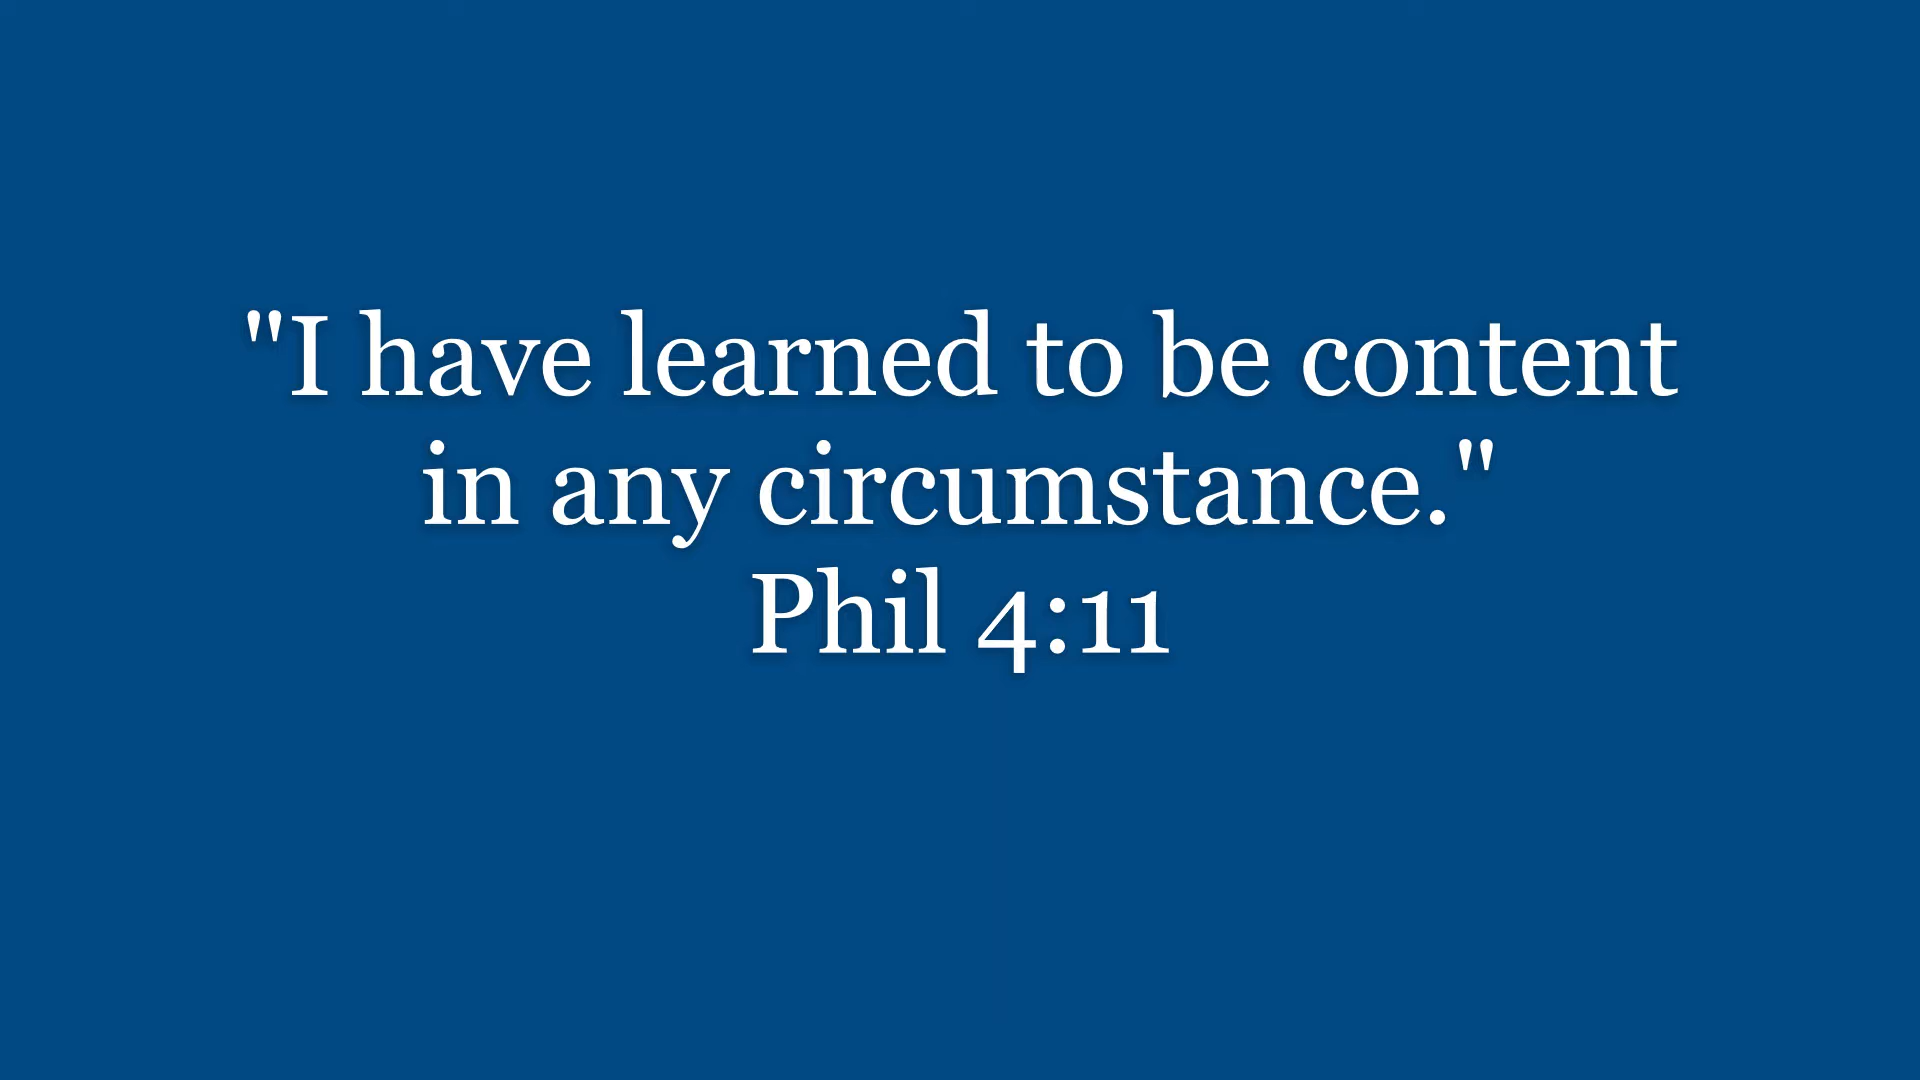 "I have learned to be content
in any circumstance."
Phil 4:11